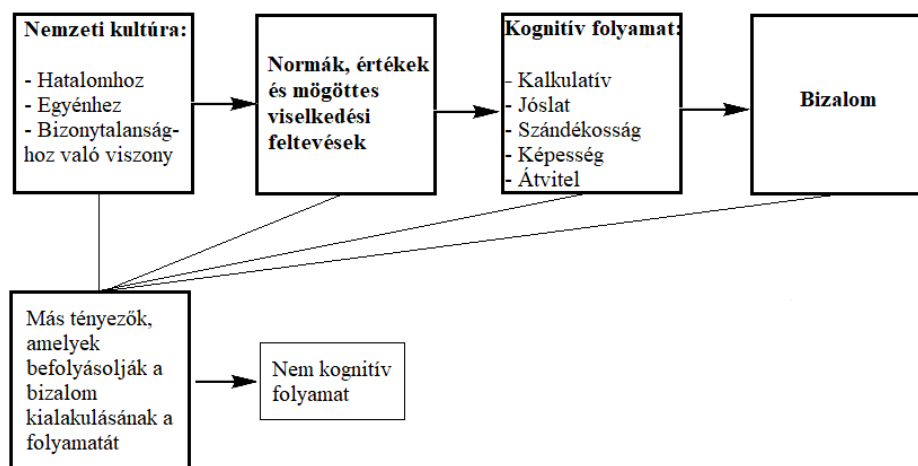 Nemzeti kultúra:
- Hatalomhoz
- Egyénhez
- Bizonytalanság-
hoz való viszony
Normák, értékek
és mögöttes
viselkedési
feltevések
Kognitív folyamat:
- Kalkulatív
- Jóslat
- Szándékosság
- Képesség
- Átvitel
Bizalom
Más tényezők,
amelyek
befolyásolják a
bizalom
kialakulásának a
folyamatát
Nem kognitív
folyamat